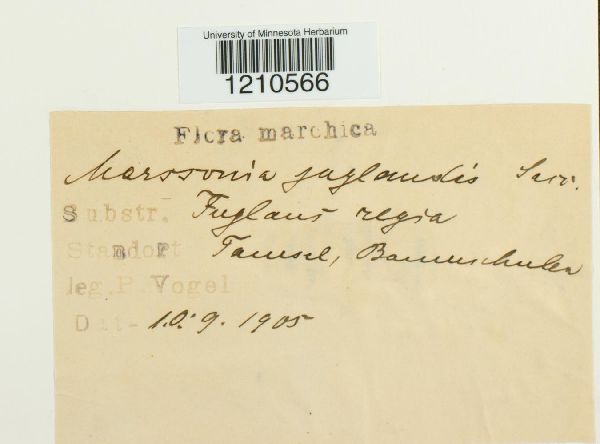 University of Minnesota Herbarium
1210566
Flora marchica
Marssonia juglandis Sacc.
Substr. Juglans regia
Standort Tamsel, Baumschulen
leg. P. Vogel
Dat- 10. 9. 1905